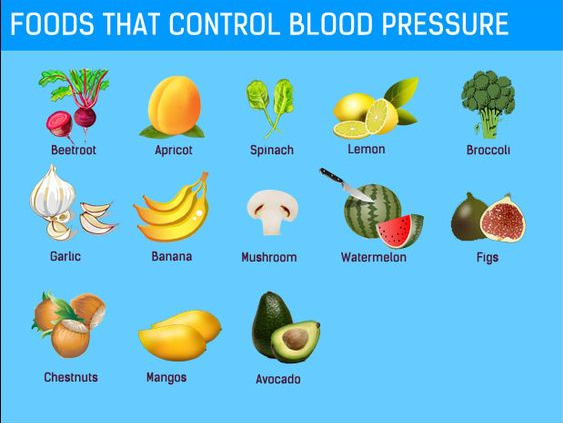 FOODS THAT CONTROL BLOOD PRESSURE
Beetroot Apricot Spinach Lemon Broccoli
Garlic Banana Mushroom Watermelon Figs
Chestnuts Mangos Avocado